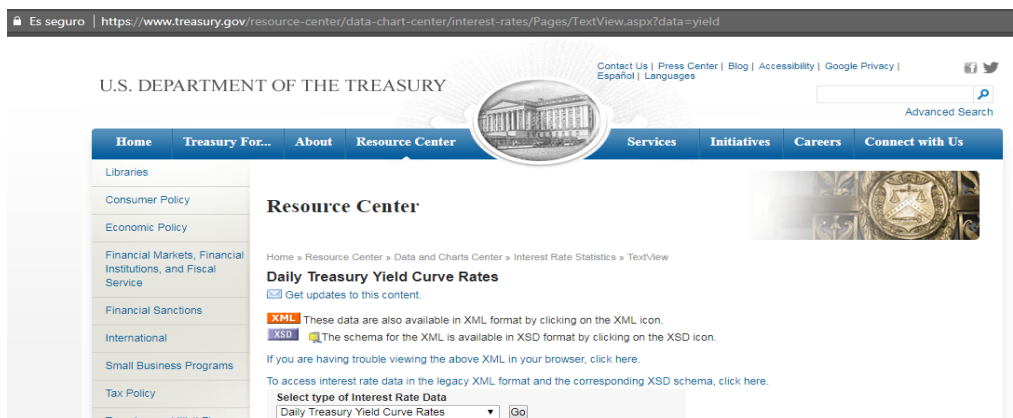 Es seguro | https://www.treasury.gov/resource-center/data-chart-center/interest-rates/Pages/TextView.aspx?data=yield
Contact Us | Press Center | Blog | Accessibility | Google Privacy |
Español | Languages
U.S. DEPARTMENT OF THE TREASURY
Advanced Search
Home Treasury For... About Resource Center Services Initiatives Careers Connect with Us
Libraries
Consumer Policy
Economic Policy
Financial Markets, Financial
Institutions, and Fiscal
Service
Financial Sanctions
International
Small Business Programs
Tax Policy
Resource Center
Home » Resource Center » Data and Charts Center » Interest Rate Statistics » TextView
Daily Treasury Yield Curve Rates
Get updates to this content.
XML These data are also available in XML format by clicking on the XML icon.
XSD The schema for the XML is available in XSD format by clicking on the XSD icon.
If you are having trouble viewing the above XML in your browser, click here.
To access interest rate data in the legacy XML format and the corresponding XSD schema, click here.
Select type of Interest Rate Data
Daily Treasury Yield Curve Rates Go